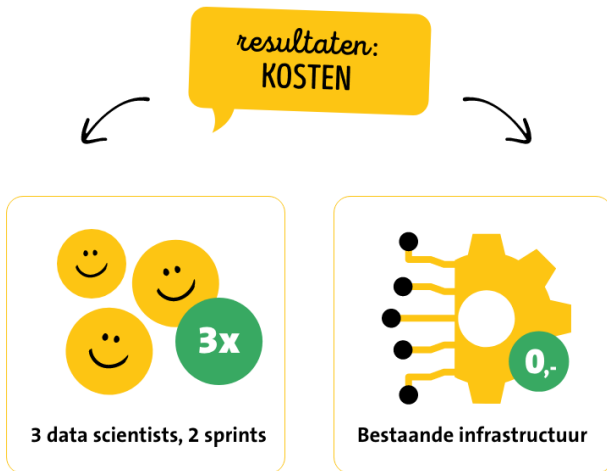 resultaten:
KOSTEN
3x
3 data scientists, 2 sprints
0,-
Bestaande infrastructuur